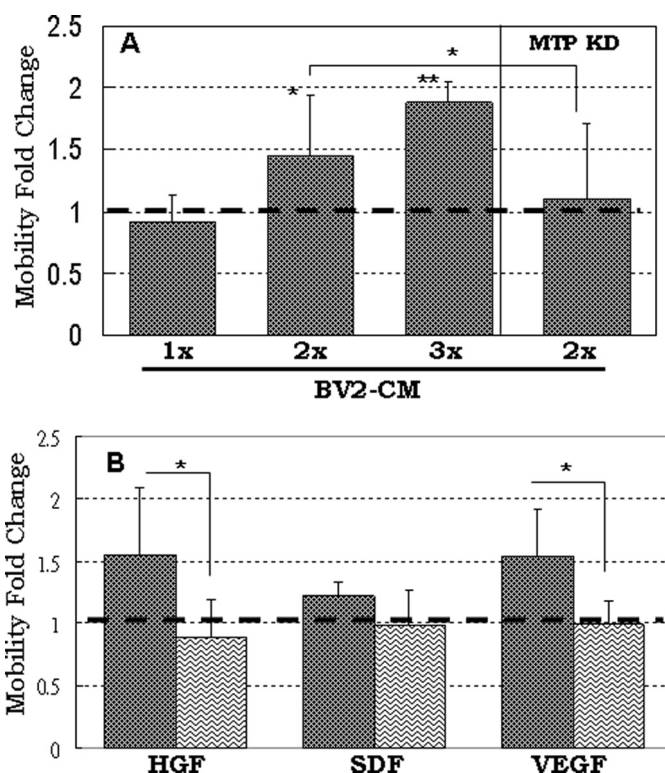 A
MTP KD
Mobility Fold Change
2.5
2
1.5
1
0.5
0
*
**
*
1x 2x 3x 2x
BV2-CM
B
Mobility Fold Change
2.5
2
1.5
1
0.5
0
*
*
HGF SDF VEGF